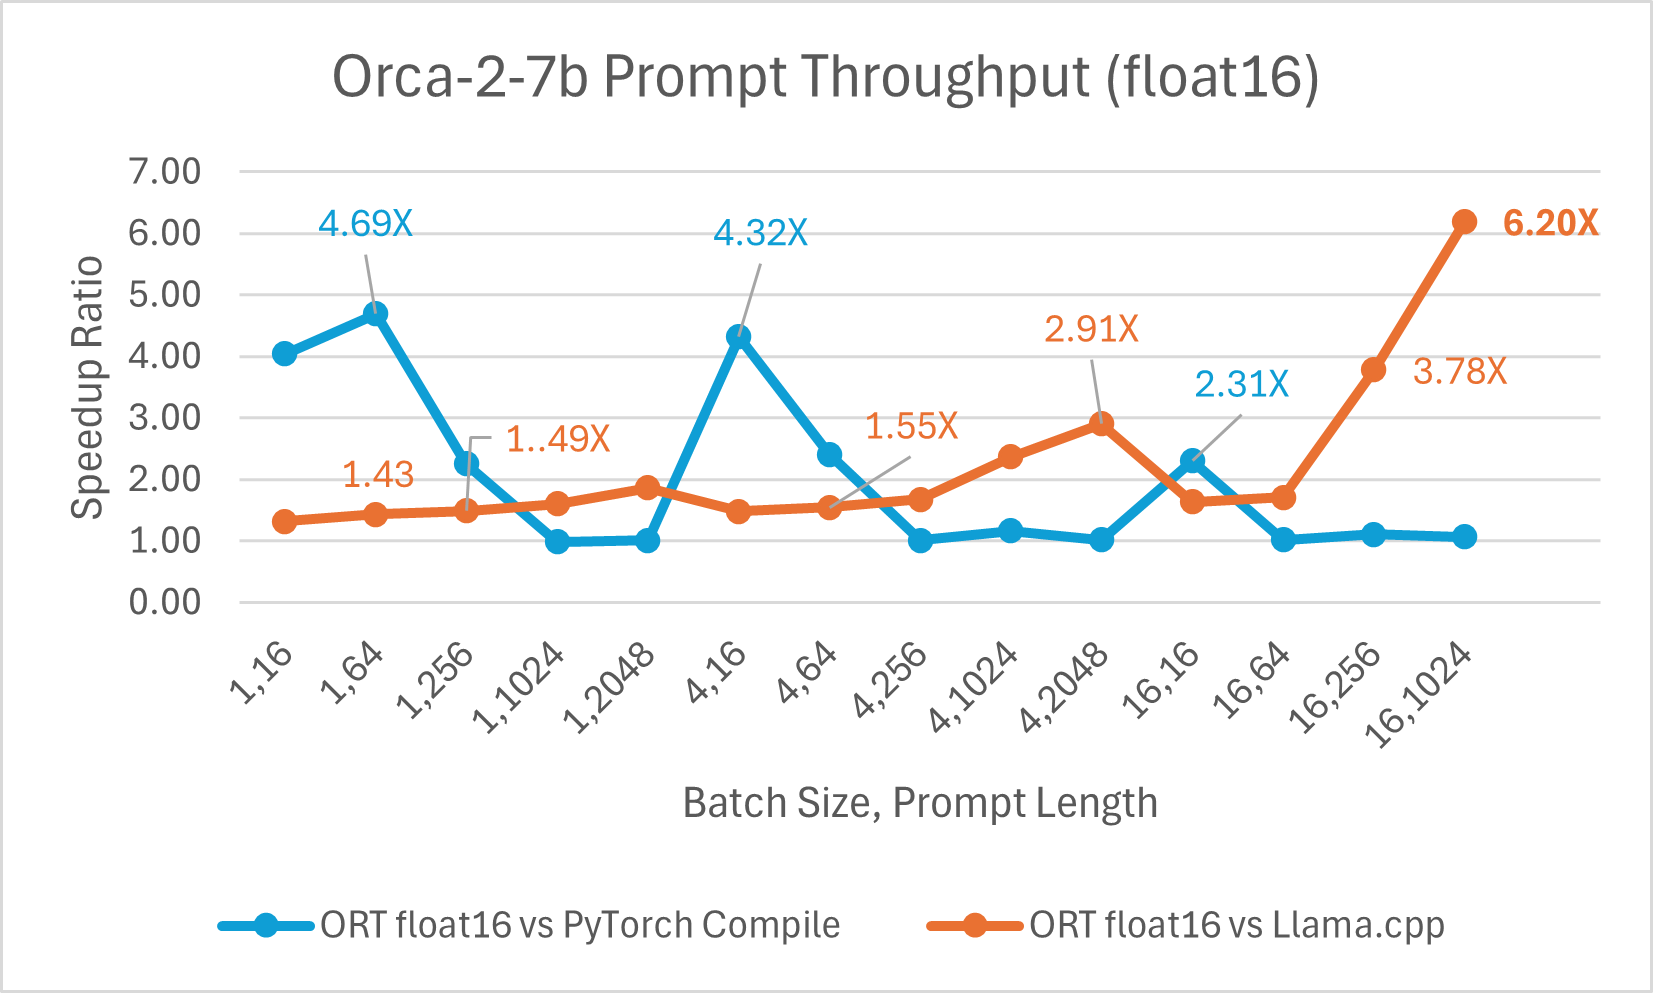 Orca-2-7b Prompt Throughput (float16)
7.00
6.00
5.00
4.00
3.00
2.00
1.00
0.00
Speedup Ratio
4.69X
4.32X
6.20X
2.91X
3.78X
2.31X
1.55X
1..49X
1.43
1,16
1,64
1,256
1,1024
1,2048
4,16
4,64
4,256
4,1024
4,2048
16,16
16,64
16,256
16,1024
Batch Size, Prompt Length
ORT float16 vs PyTorch Compile
ORT float16 vs Llama.cpp